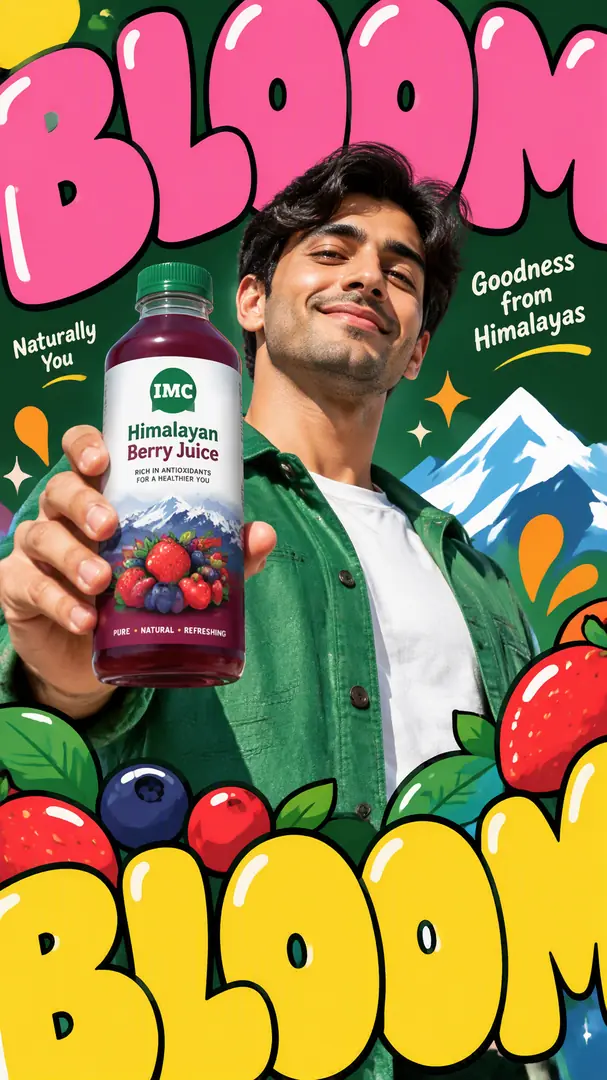 BLOOM
Naturally
You
Goodness
from
Himalayas
IMC
Himalayan
Berry Juice
RICH IN ANTIOXIDANTS
FOR A HEALTHIER YOU
PURE • NATURAL • REFRESHING
BLOOM